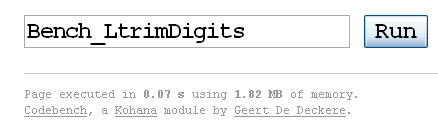 Bench_LtrimDigits Run
Page executed in 0.07 s using 1.82 MB of memory.
Codebench, a Kohana module by Geert De Deckere.